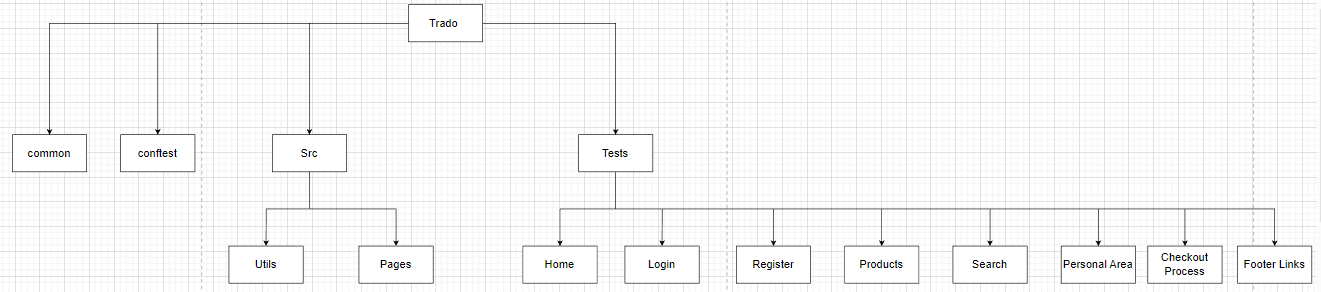 Trado
common
conftest
Src
Tests
Utils
Pages
Home
Login
Register
Products
Search
Personal Area
Checkout
Process
Footer Links